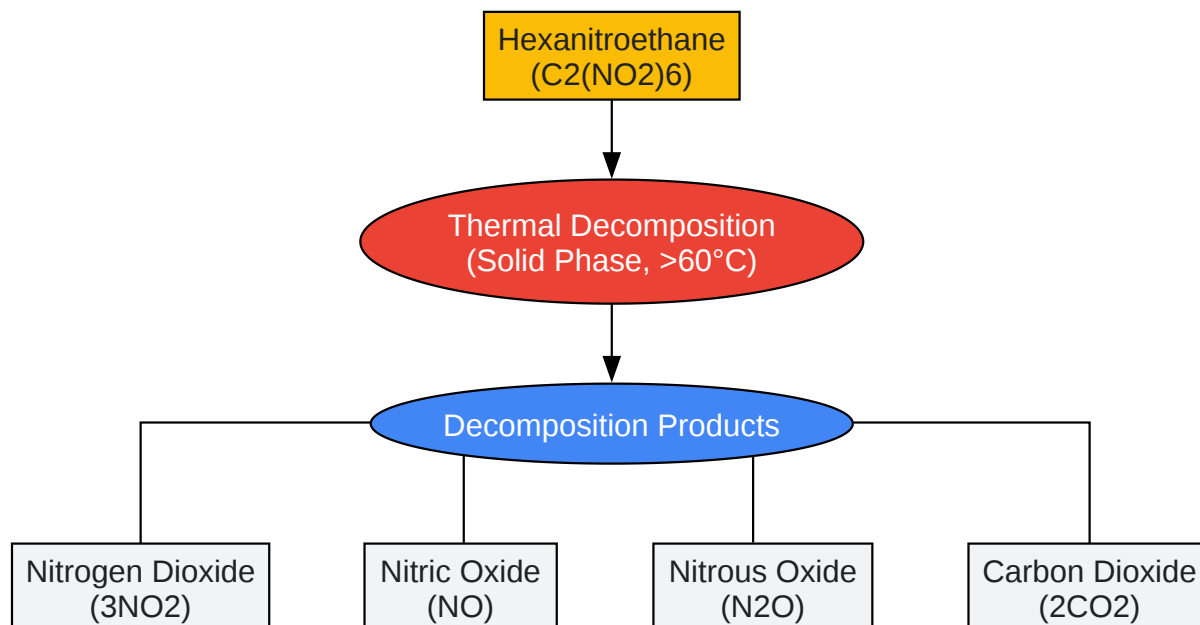 Hexanitroethane
(C2(NO2)6)
Thermal Decomposition
(Solid Phase, >60°C)
Decomposition Products
Nitrogen Dioxide
(3NO2)
Nitric Oxide
(NO)
Nitrous Oxide
(N2O)
Carbon Dioxide
(2CO2)